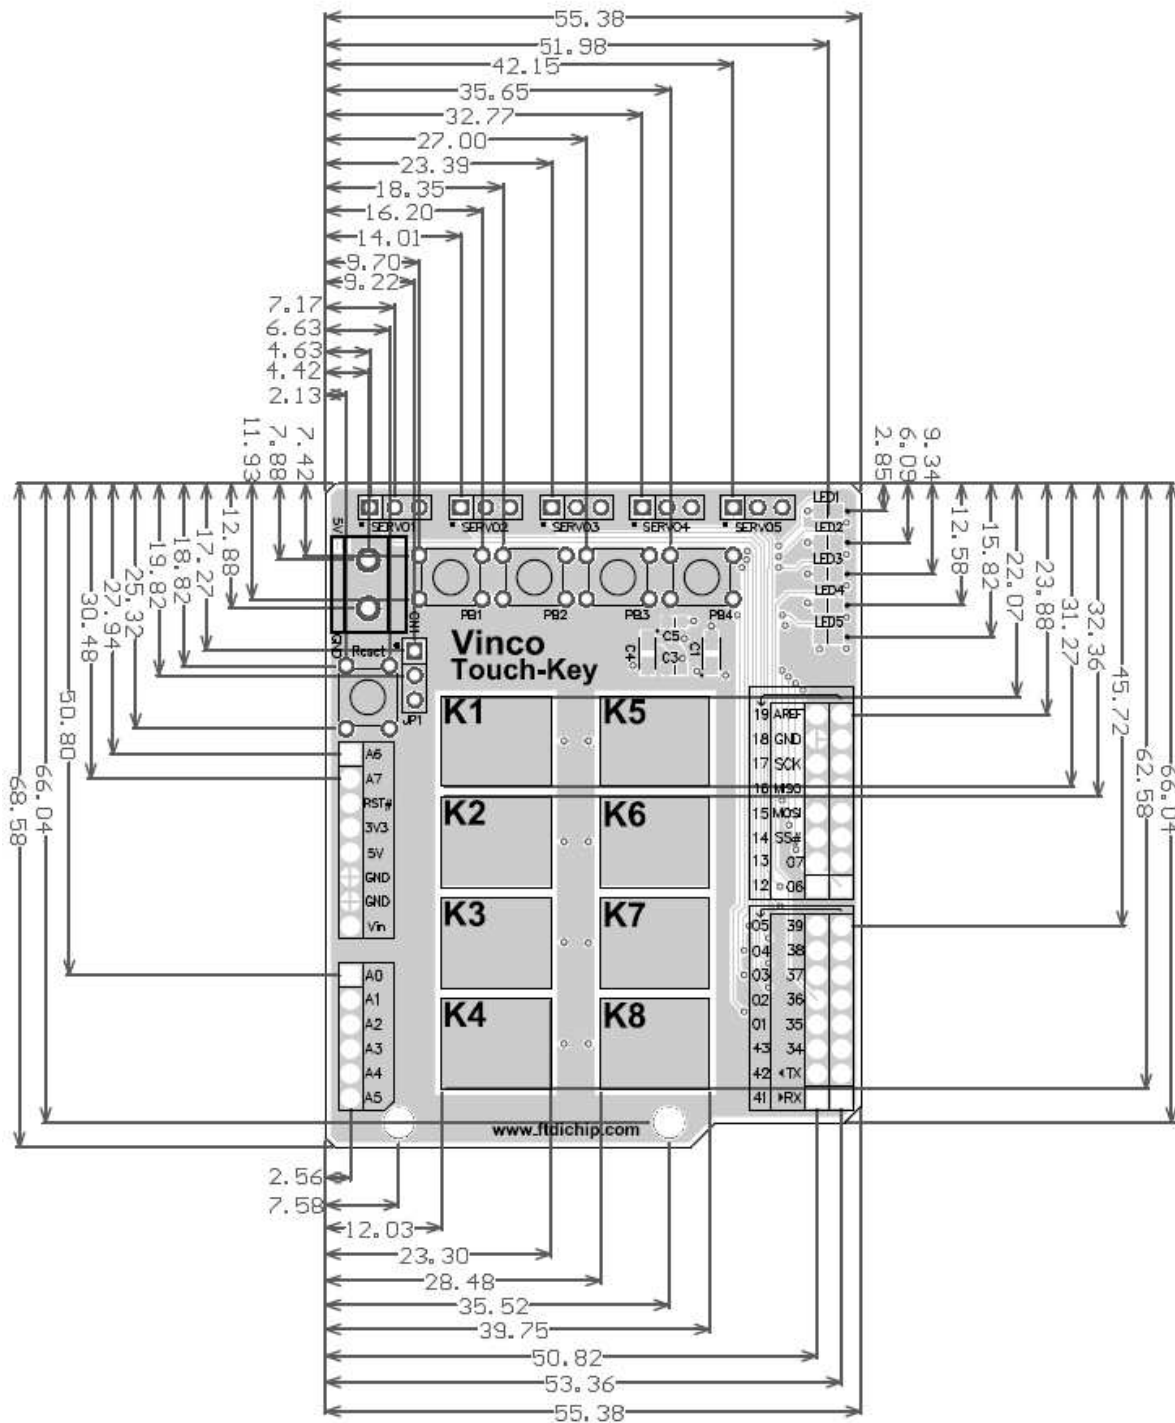 55.38
51.98
42.15
35.65
32.77
27.00
23.39
18.35
16.20
14.01
9.70
9.22
7.17
6.63
4.63
4.42
2.13
11.93
7.88
7.42
2.85
6.09
9.34
68.58
66.04
50.80
30.48
27.94
25.32
19.82
18.82
17.27
12.88
12.58
15.82
22.07
23.88
31.27
32.36
45.72
62.58
66.04
5V
GND
SERVO1
SERVO2
SERVO3
SERVO4
SERVO5
LED1
LED2
LED3
LED4
LED5
PB1
PB2
PB3
PB4
CN1
Reset
JP1
Vinco
Touch-Key
C4
C5
C3
C1
K1
K5
K2
K6
K3
K7
K4
K8
A6
A7
RST#
3V3
5V
GND
GND
Vin
A0
A1
A2
A3
A4
A5
19 AREF
18 GND
17 SCK
16 MISO
15 MOSI
14 SS#
13 07
12 06
05 39
04 38
03 37
02 36
01 35
43 34
42 TX
41 RX
www.ftdichip.com
2.56
7.58
12.03
23.30
28.48
35.52
39.75
50.82
53.36
55.38